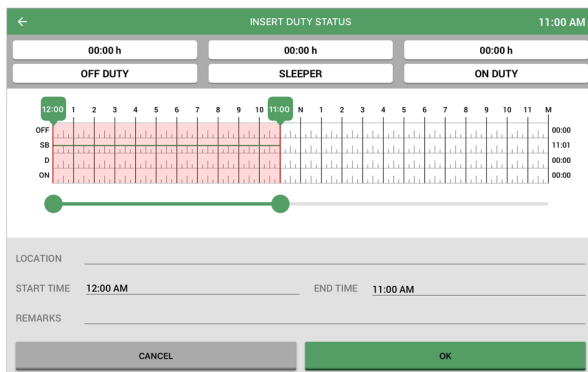 INSERT DUTY STATUS 11:00 AM
00:00 h 00:00 h 00:00 h
OFF DUTY SLEEPER ON DUTY
12:00 1 2 3 4 5 6 7 8 9 10 11:00 N 1 2 3 4 5 6 7 8 9 10 11 M
OFF 00:00
SB 11:01
D 00:00
ON 00:00
LOCATION
START TIME 12:00 AM END TIME 11:00 AM
REMARKS
CANCEL OK